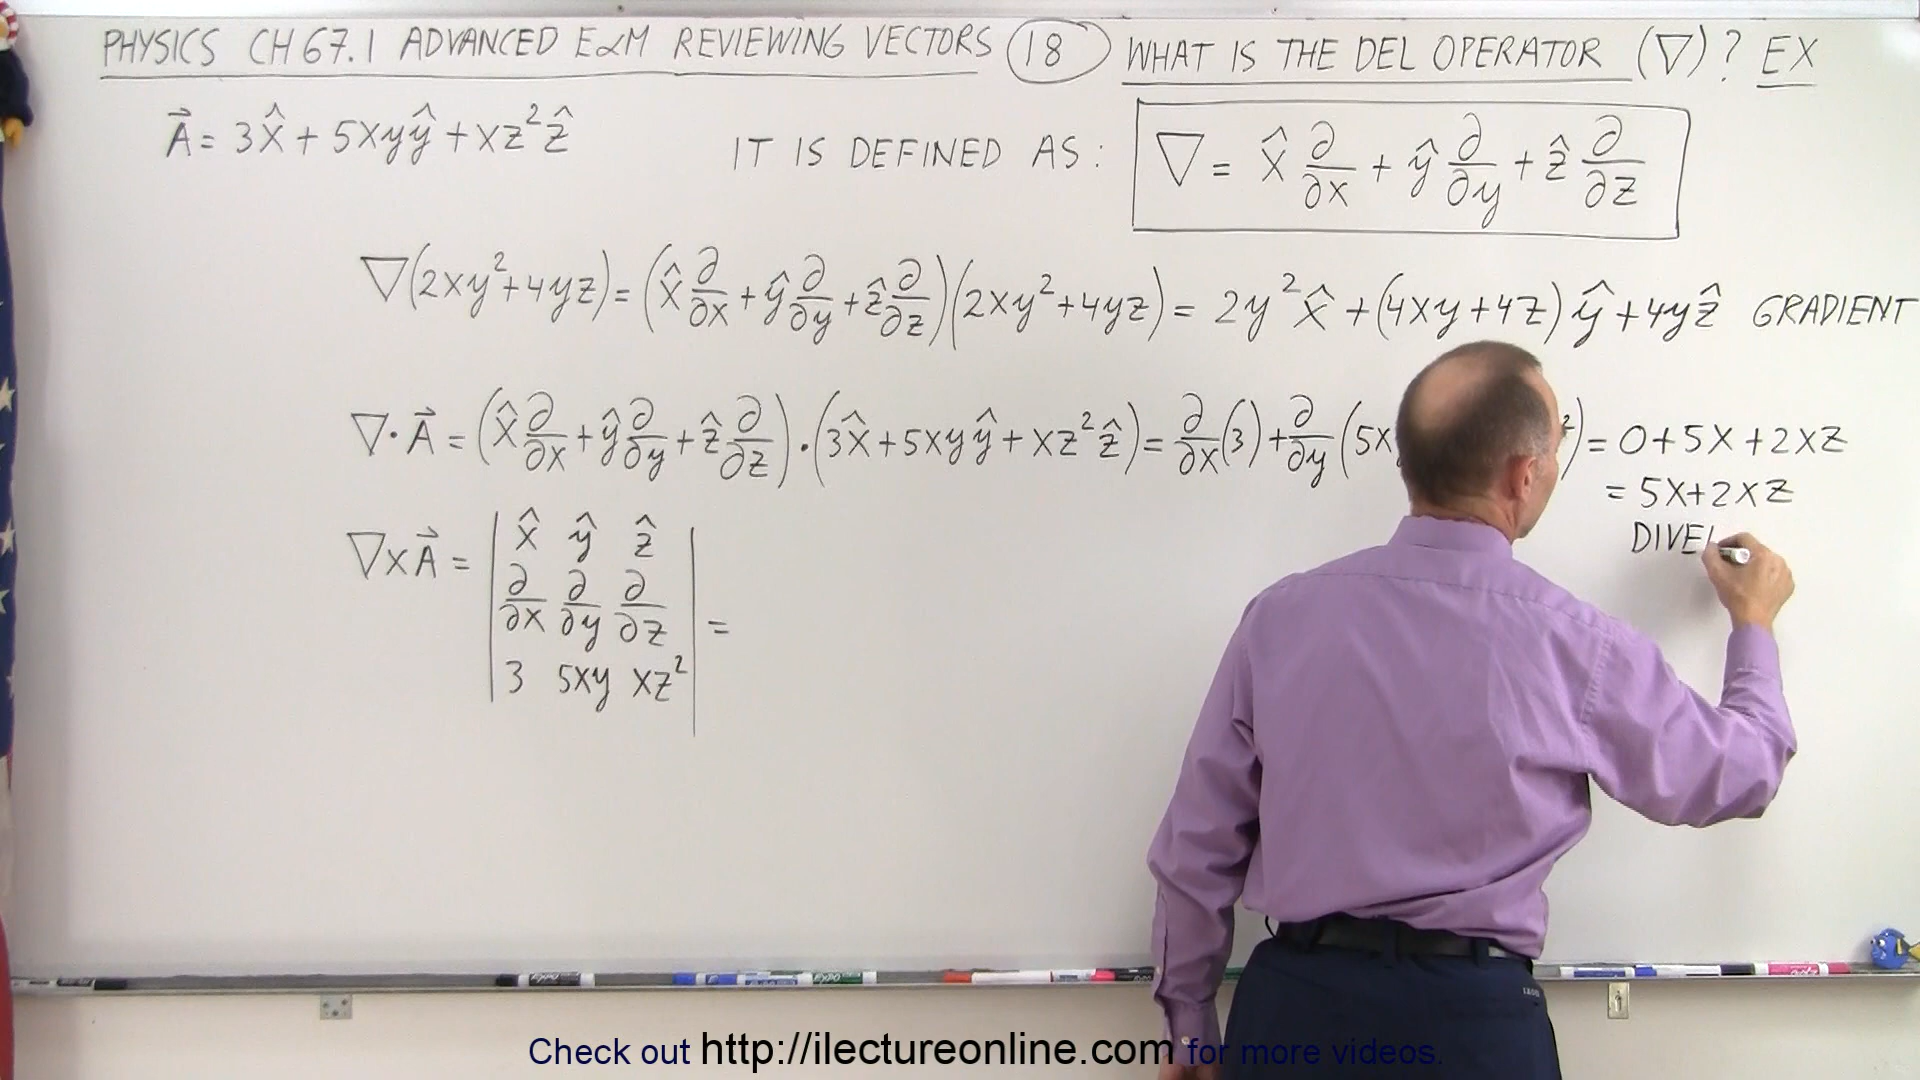 PHYSICS CH 67.1 ADVANCED E&M REVIEWING VECTORS (18) WHAT IS THE DEL OPERATOR (∇)? EX
A⃗ = 3x̂ + 5xyŷ + xz²ẑ
IT IS DEFINED AS: ∇ = x̂ ∂/∂x + ŷ ∂/∂y + ẑ ∂/∂z
∇(2xy²+4yz) = (x̂ ∂/∂x + ŷ ∂/∂y + ẑ ∂/∂z)(2xy²+4yz) = 2y²x̂ + (4xy+4z)ŷ + 4yẑ GRADIENT
∇·A⃗ = (x̂ ∂/∂x + ŷ ∂/∂y + ẑ ∂/∂z)·(3x̂ + 5xyŷ + xz²ẑ) = ∂/∂x(3) + ∂/∂y(5x ²) = 0+5x+2xz
= 5x+2xz
DIVE
∇×A⃗ = | x̂ ŷ ẑ |
| ∂/∂x ∂/∂y ∂/∂z | =
| 3 5xy xz² |
Check out http://ilectureonline.com for more videos.